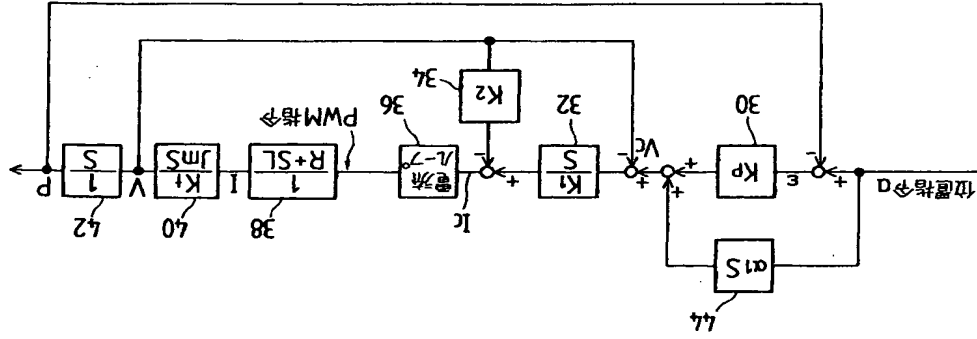 44
α1S
位置指令a
+
-
ε
30
KP
+
+
Vc
+
-
32
K1
S
+
-
Ic
34
K2
36
電流
ループ
PWM指令
38
1
R+SL
I
40
Kt
JmS
V
42
1
S
P